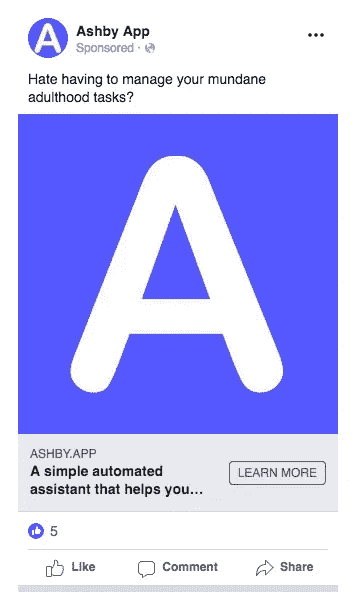 A
Ashby App
Sponsored ·
Hate having to manage your mundane
adulthood tasks?
A
ASHBY.APP
A simple automated
assistant that helps you...
LEARN MORE
5
Like
Comment
Share